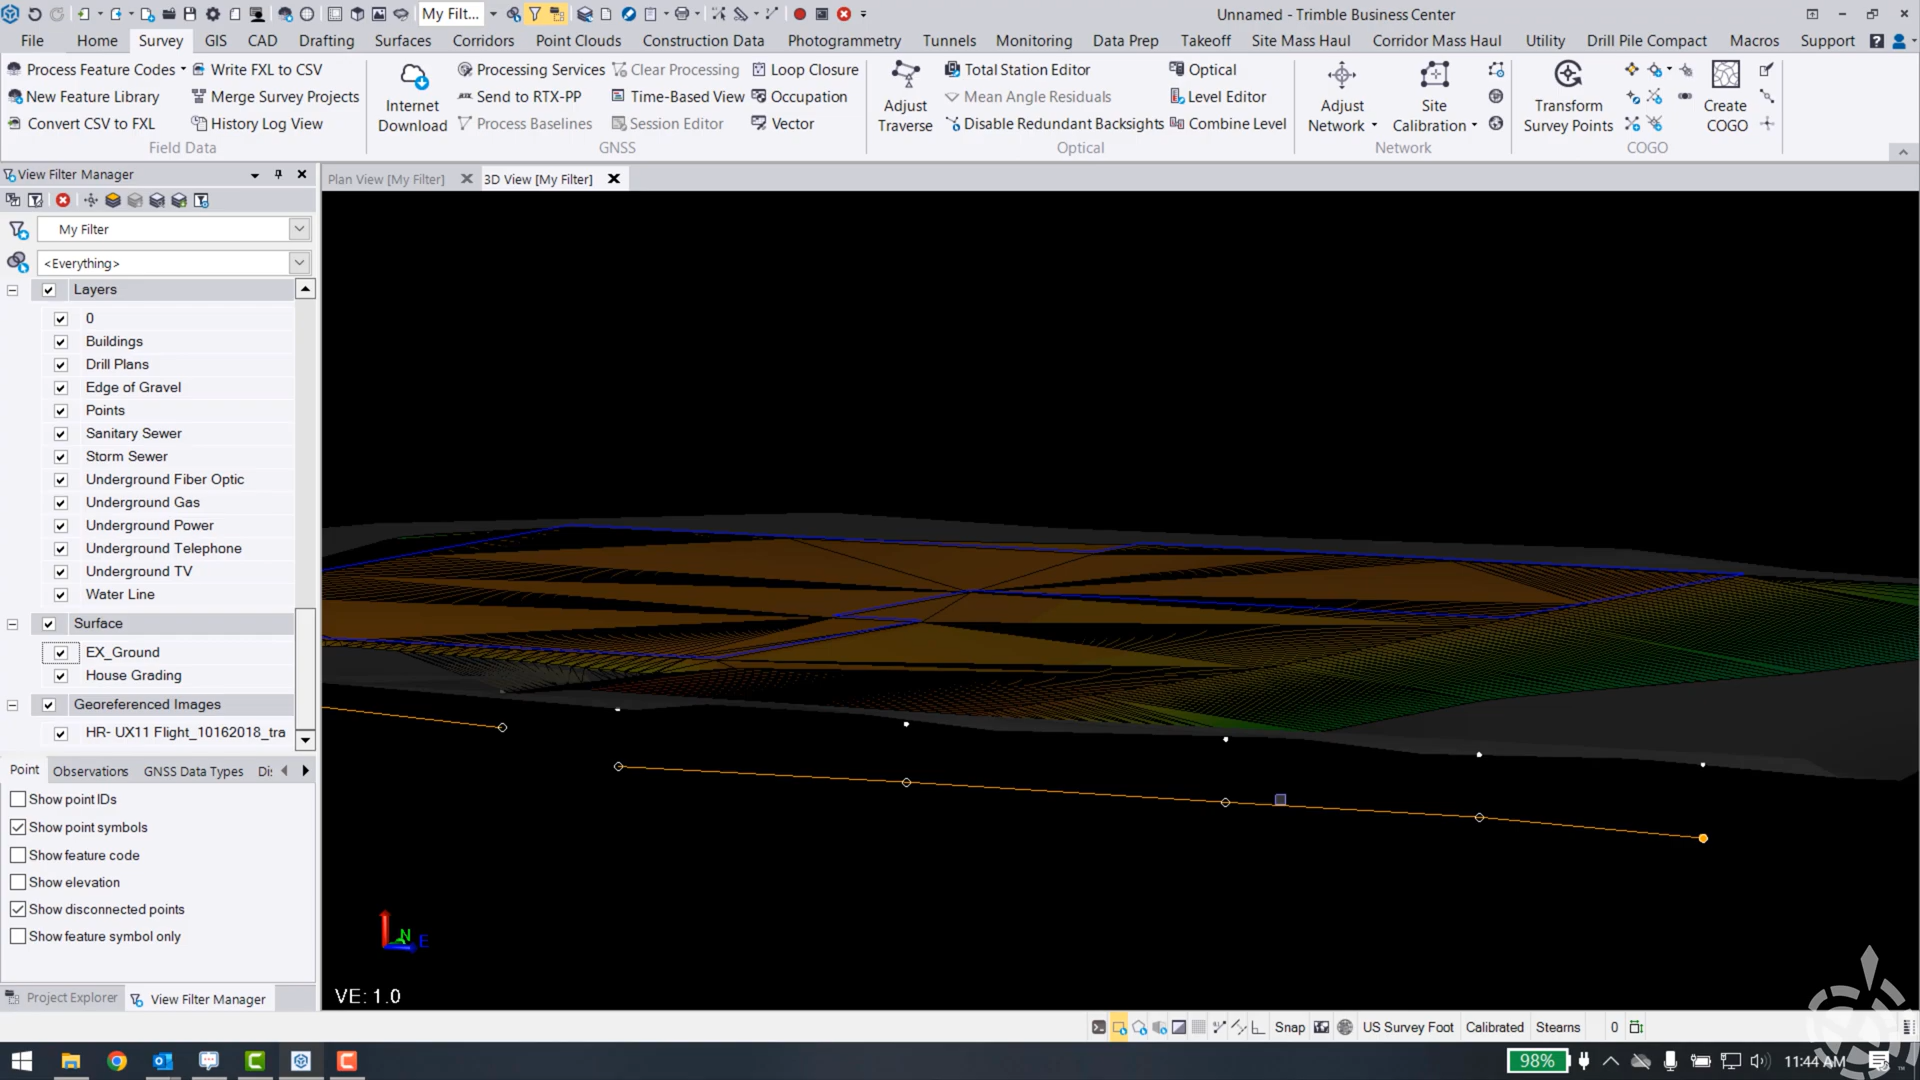 My Filt...
Unnamed - Trimble Business Center
File Home Survey GIS CAD Drafting Surfaces Corridors Point Clouds Construction Data Photogrammetry Tunnels Monitoring Data Prep Takeoff Site Mass Haul Corridor Mass Haul Utility Drill Pile Compact Macros Support
Process Feature Codes
Write FXL to CSV
New Feature Library
Merge Survey Projects
Convert CSV to FXL
History Log View
Field Data
Internet
Download
Processing Services
Clear Processing
Loop Closure
Send to RTX-PP
Time-Based View
Occupation
Process Baselines
Session Editor
Vector
GNSS
Adjust
Traverse
Total Station Editor
Optical
Mean Angle Residuals
Level Editor
Disable Redundant Backsights
Combine Level
Optical
Adjust
Network
Site
Calibration
Network
Transform
Survey Points
Create
COGO
COGO
View Filter Manager
Plan View [My Filter]
3D View [My Filter]
My Filter
<Everything>
Layers
0
Buildings
Drill Plans
Edge of Gravel
Points
Sanitary Sewer
Storm Sewer
Underground Fiber Optic
Underground Gas
Underground Power
Underground Telephone
Underground TV
Water Line
Surface
EX_Ground
House Grading
Georeferenced Images
HR- UX11 Flight_10162018_tra
Point Observations GNSS Data Types Di:
Show point IDs
Show point symbols
Show feature code
Show elevation
Show disconnected points
Show feature symbol only
N
E
VE: 1.0
Project Explorer View Filter Manager
Snap US Survey Foot Calibrated Stearns 0
98% 11:44 AM